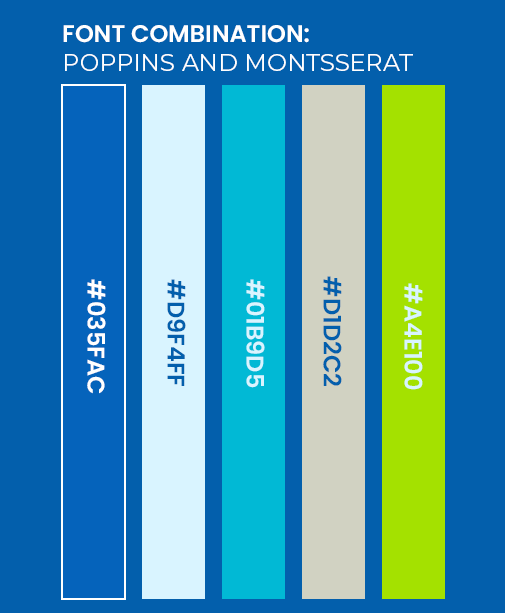 FONT COMBINATION:
POPPINS AND MONTSSERAT
#035FAC
#D9F4FF
#01B9D5
#D1D2C2
#A4E100